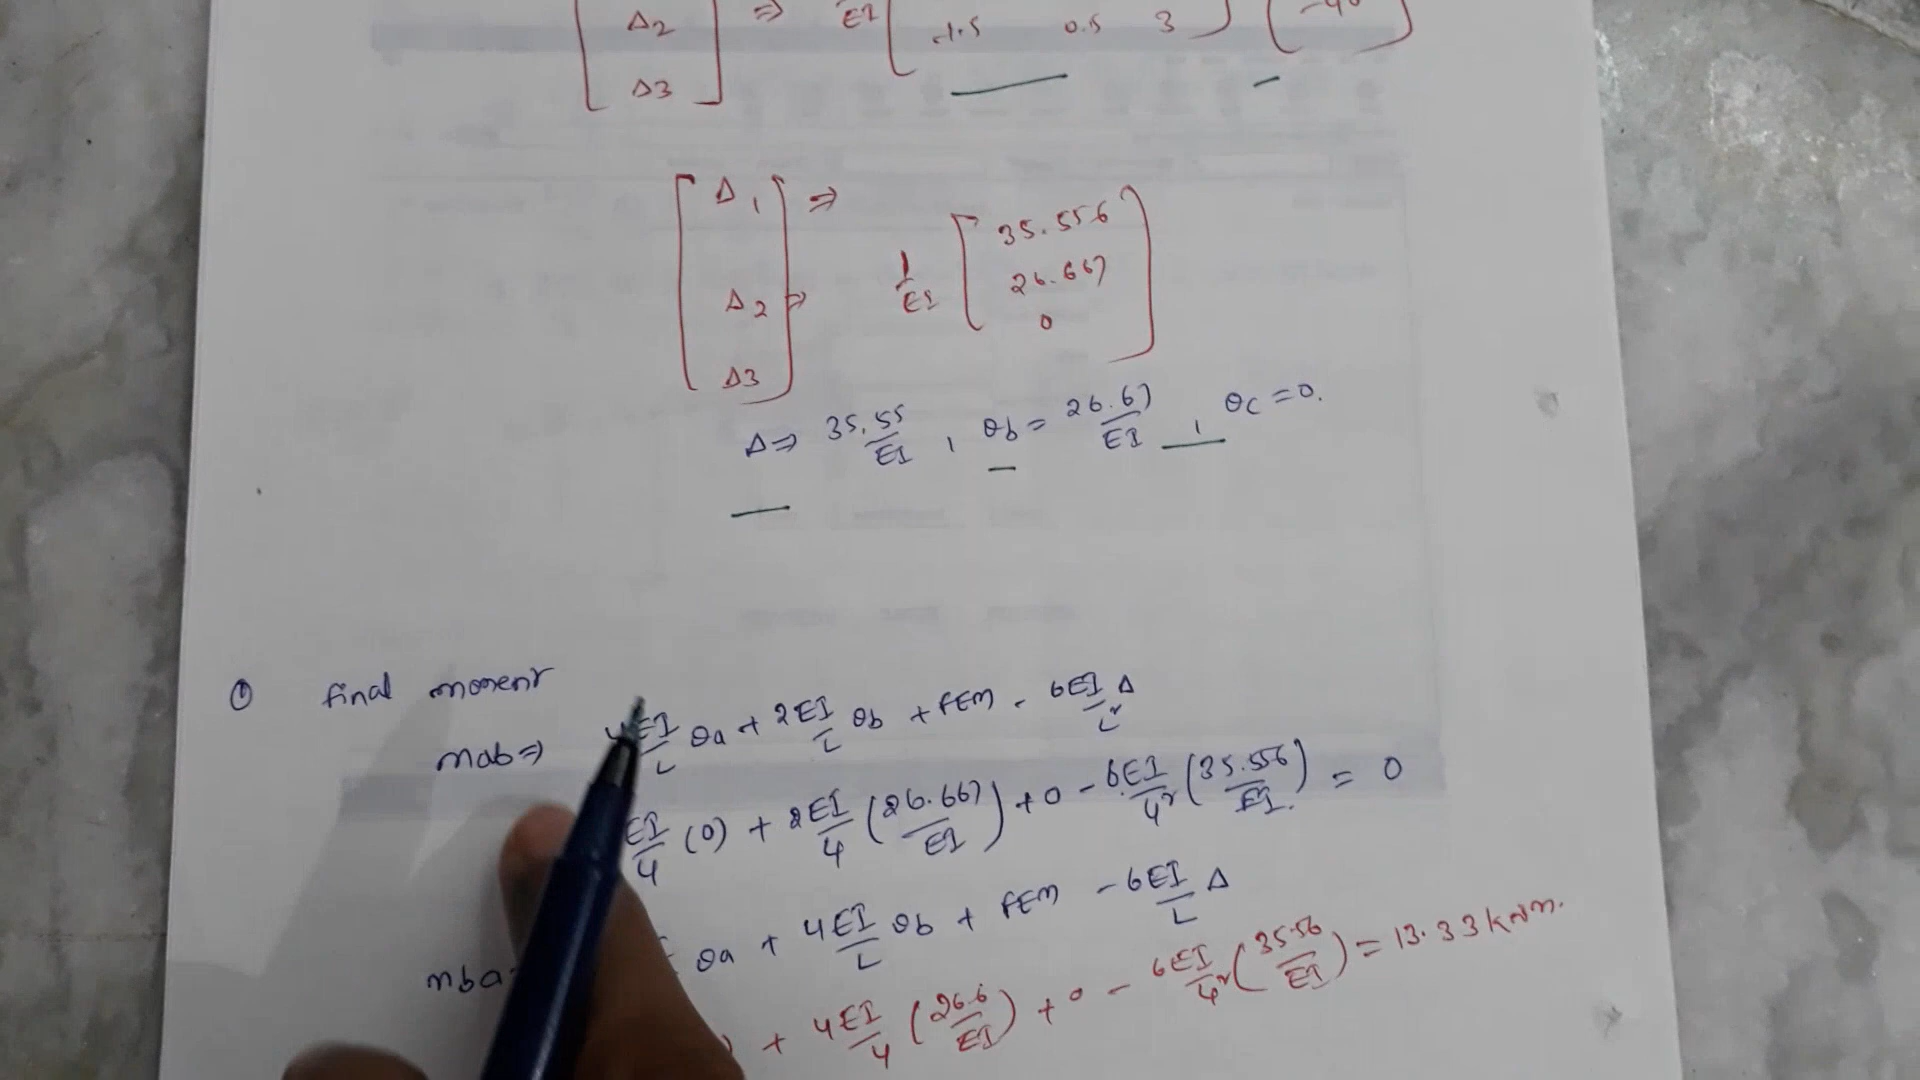 Δ2 ⇒ EI -1.5 0.5 3
Δ3
Δ1 ⇒ 35.556
Δ2 ⇒ 1/EI 26.667
0
Δ3
Δ⇒ 35.55/EI , θb = 26.67/EI , θc = 0.
① final moment
mab⇒ 4EI/L θa + 2EI/L θb + FEM - 6EI/L² Δ
EI/4 (0) + 2EI/4 (26.667/EI) + 0 - 6EI/4² (35.556/EI) = 0
mba θa + 4EI/L θb + FEM - 6EI/L Δ
) + 4EI/4 (26.6/EI) + 0 - 6EI/4² (35.56/EI) = 13.33 kNm.